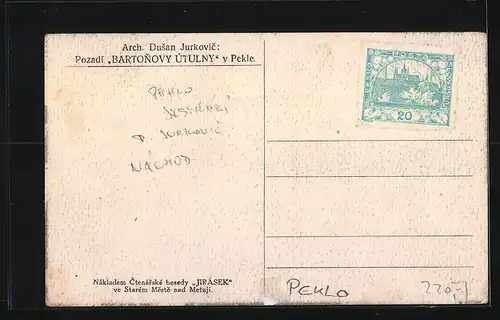 Arch. Dušan Jurkovič:
Pozadí „BARTOŇOVY ÚTULNY“ v Pekle.
PEKLO
D. JURKOVIČ
NÁCHOD
20
Nákladem Čtenářské besedy „JIRÁSEK“
ve Starém Městě nad Metují.
PEKLO
220,-